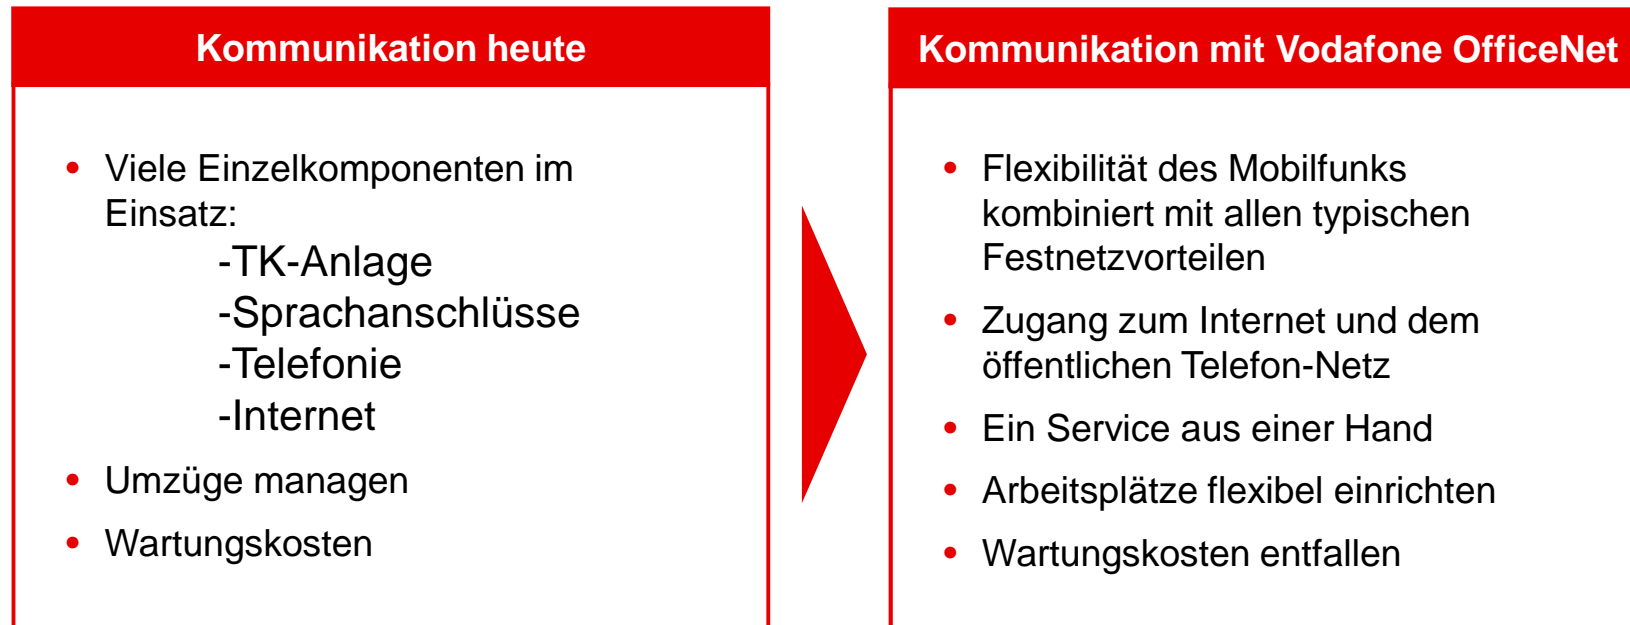 Kommunikation heute
• Viele Einzelkomponenten im
Einsatz:
-TK-Anlage
-Sprachanschlüsse
-Telefonie
-Internet
• Umzüge managen
• Wartungskosten
Kommunikation mit Vodafone OfficeNet
• Flexibilität des Mobilfunks
kombiniert mit allen typischen
Festnetzvorteilen
• Zugang zum Internet und dem
öffentlichen Telefon-Netz
• Ein Service aus einer Hand
• Arbeitsplätze flexibel einrichten
• Wartungskosten entfallen